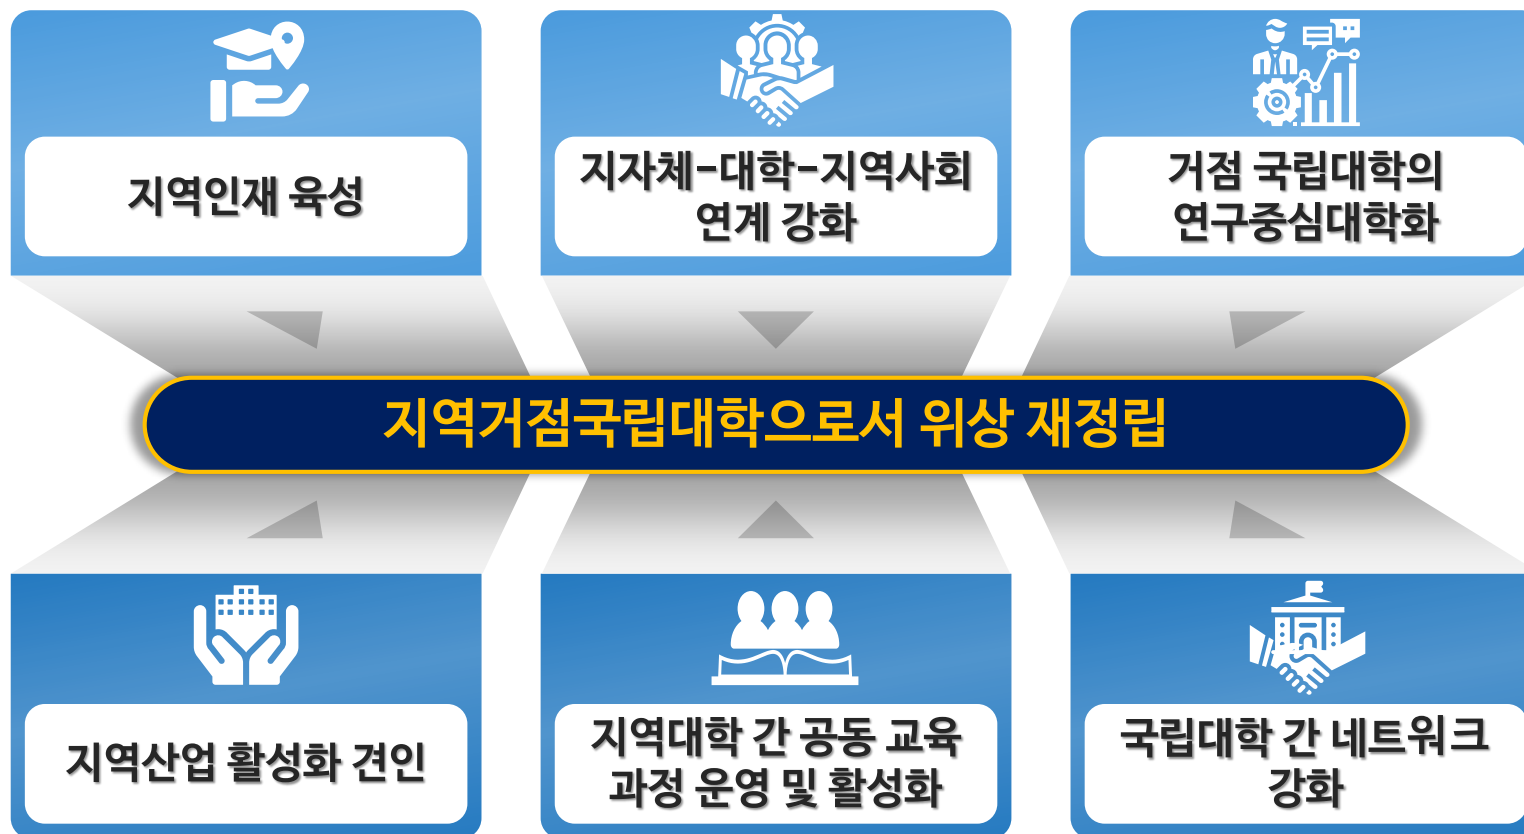 지역인재 육성
지자체-대학-지역사회
연계 강화
거점 국립대학의
연구중심대학화
지역거점국립대학으로서 위상 재정립
지역산업 활성화 견인
지역대학 간 공동 교육
과정 운영 및 활성화
국립대학 간 네트워크
강화